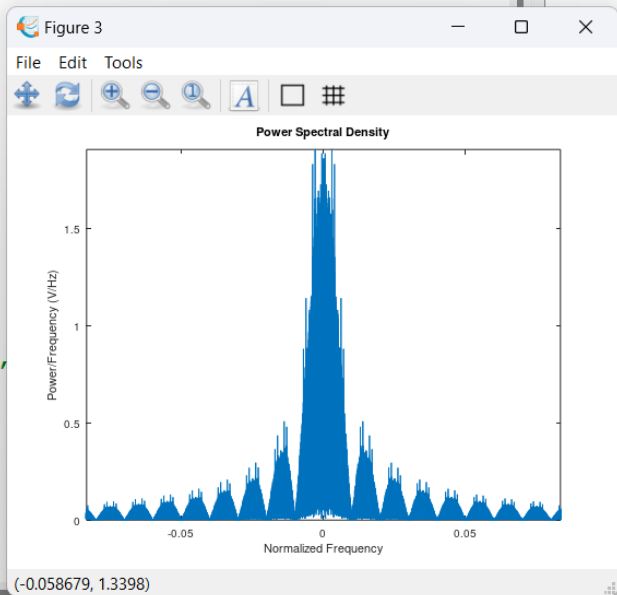 Figure 3
File Edit Tools
1
A
Power Spectral Density
1.5
1
0.5
0
Power/Frequency (V/Hz)
-0.05 0 0.05
Normalized Frequency
,
(-0.058679, 1.3398)